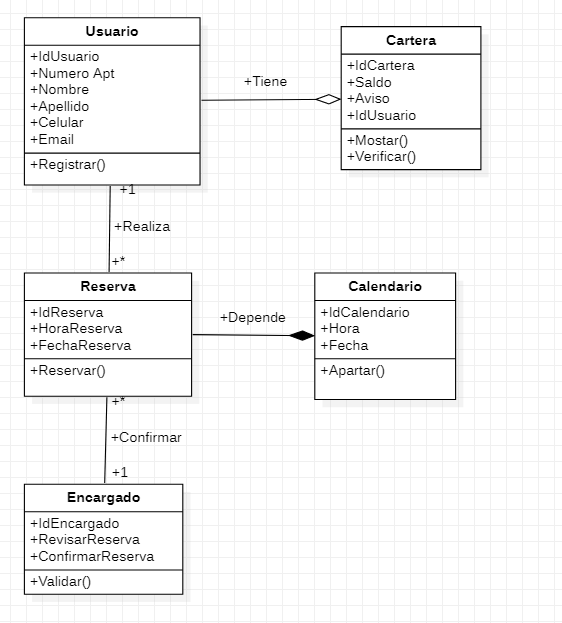 Usuario
+IdUsuario
+Numero Apt
+Nombre
+Apellido
+Celular
+Email
+Registrar()
+Tiene
Cartera
+IdCartera
+Saldo
+Aviso
+IdUsuario
+Mostar()
+Verificar()
+1
+Realiza
+*
Reserva
+IdReserva
+HoraReserva
+FechaReserva
+Reservar()
+Depende
Calendario
+IdCalendario
+Hora
+Fecha
+Apartar()
+*
+Confirmar
+1
Encargado
+IdEncargado
+RevisarReserva
+ConfirmarReserva
+Validar()